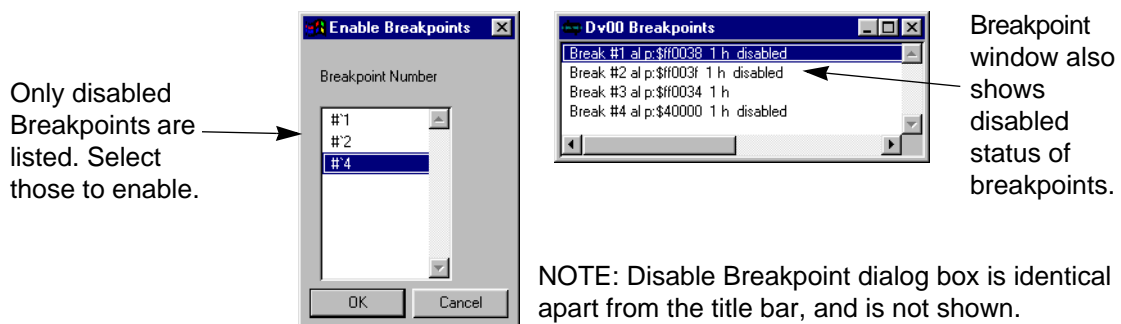 Only disabled
Breakpoints are
listed. Select
those to enable.
Enable Breakpoints
Breakpoint Number
#`1
#`2
#`4
OK
Cancel
Dv00 Breakpoints
Break #1 al p:$ff0038 1 h disabled
Break #2 al p:$ff003f 1 h disabled
Break #3 al p:$ff0034 1 h
Break #4 al p:$40000 1 h disabled
Breakpoint
window also
shows
disabled
status of
breakpoints.
NOTE: Disable Breakpoint dialog box is identical
apart from the title bar, and is not shown.